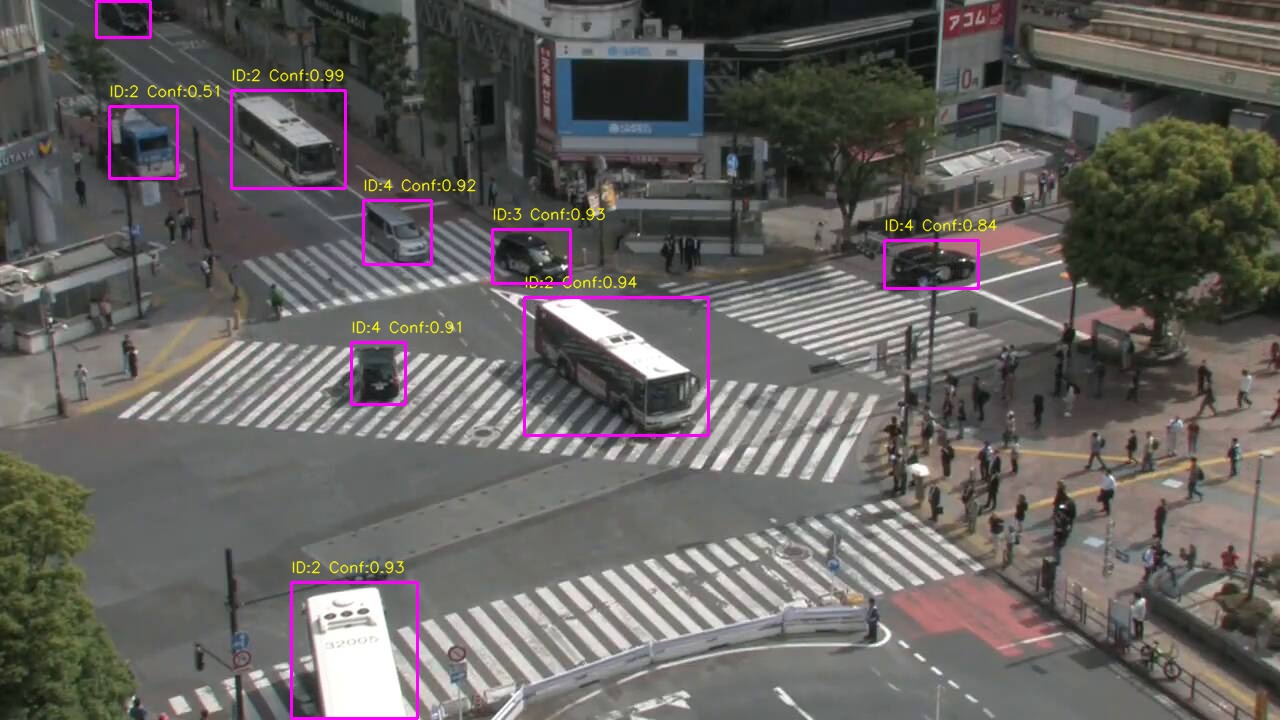 ID:2 Conf:0.99
ID:2 Conf:0.51
アコム
ID:4 Conf:0.92
ID:3 Conf:0.93
ID:4 Conf:0.84
ID:2 Conf:0.94
ID:4 Conf:0.91
ID:2 Conf:0.93
32005